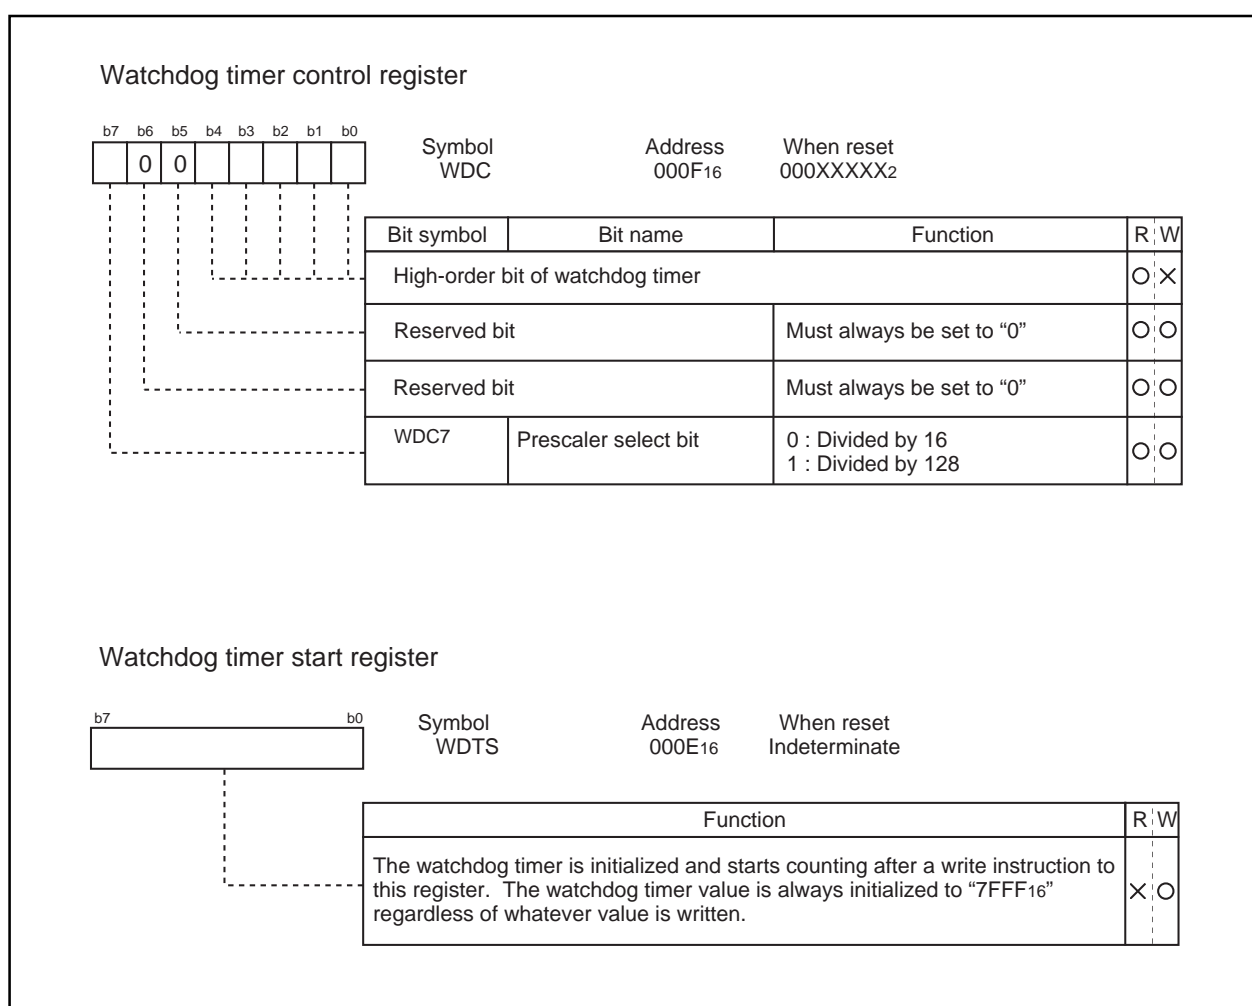 Watchdog timer control register
b7 b6 b5 b4 b3 b2 b1 b0
0 0
Symbol Address When reset
WDC 000F16 000XXXXX2
Bit symbol Bit name Function R W
High-order bit of watchdog timer
Reserved bit Must always be set to “0”
Reserved bit Must always be set to “0”
WDC7 Prescaler select bit 0 : Divided by 16
1 : Divided by 128
Watchdog timer start register
b7 b0
Symbol Address When reset
WDTS 000E16 Indeterminate
Function R W
The watchdog timer is initialized and starts counting after a write instruction to
this register. The watchdog timer value is always initialized to “7FFF16”
regardless of whatever value is written.